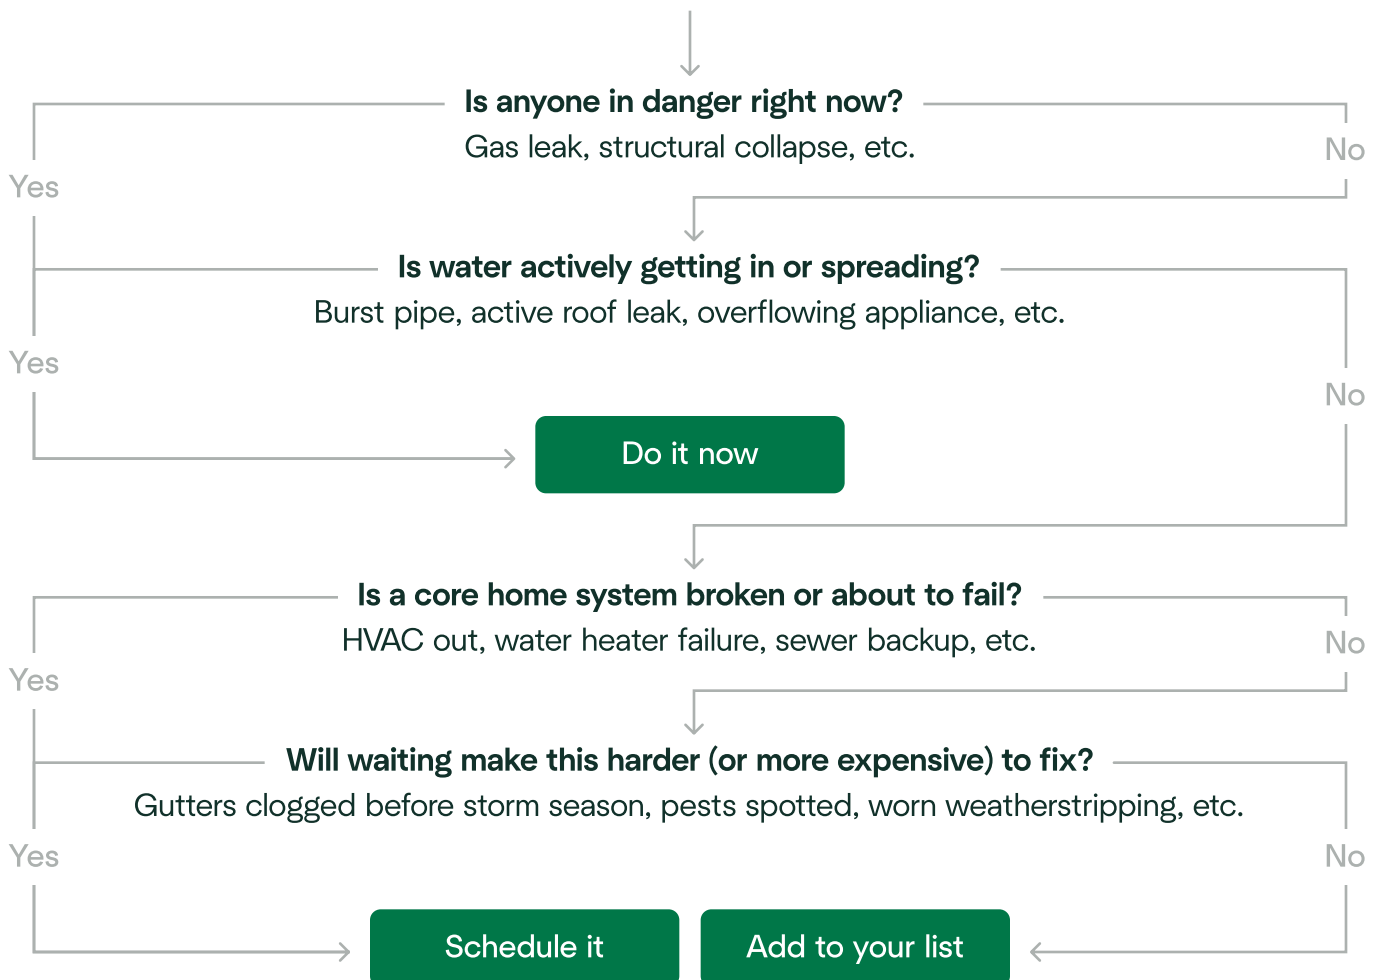 Is anyone in danger right now?
Gas leak, structural collapse, etc.
No
Yes
Is water actively getting in or spreading?
Burst pipe, active roof leak, overflowing appliance, etc.
Yes
No
Do it now
Is a core home system broken or about to fail?
HVAC out, water heater failure, sewer backup, etc.
No
Yes
Will waiting make this harder (or more expensive) to fix?
Gutters clogged before storm season, pests spotted, worn weatherstripping, etc.
Yes
No
Schedule it
Add to your list